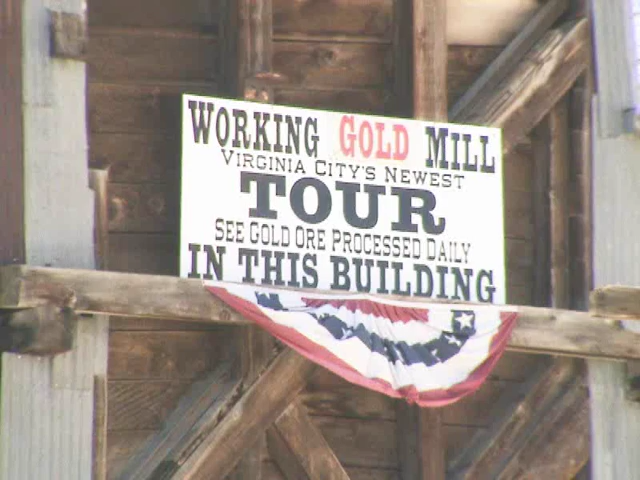 WORKING GOLD MILL
VIRGINIA CITY'S NEWEST
TOUR
SEE GOLD ORE PROCESSED DAILY
IN THIS BUILDING